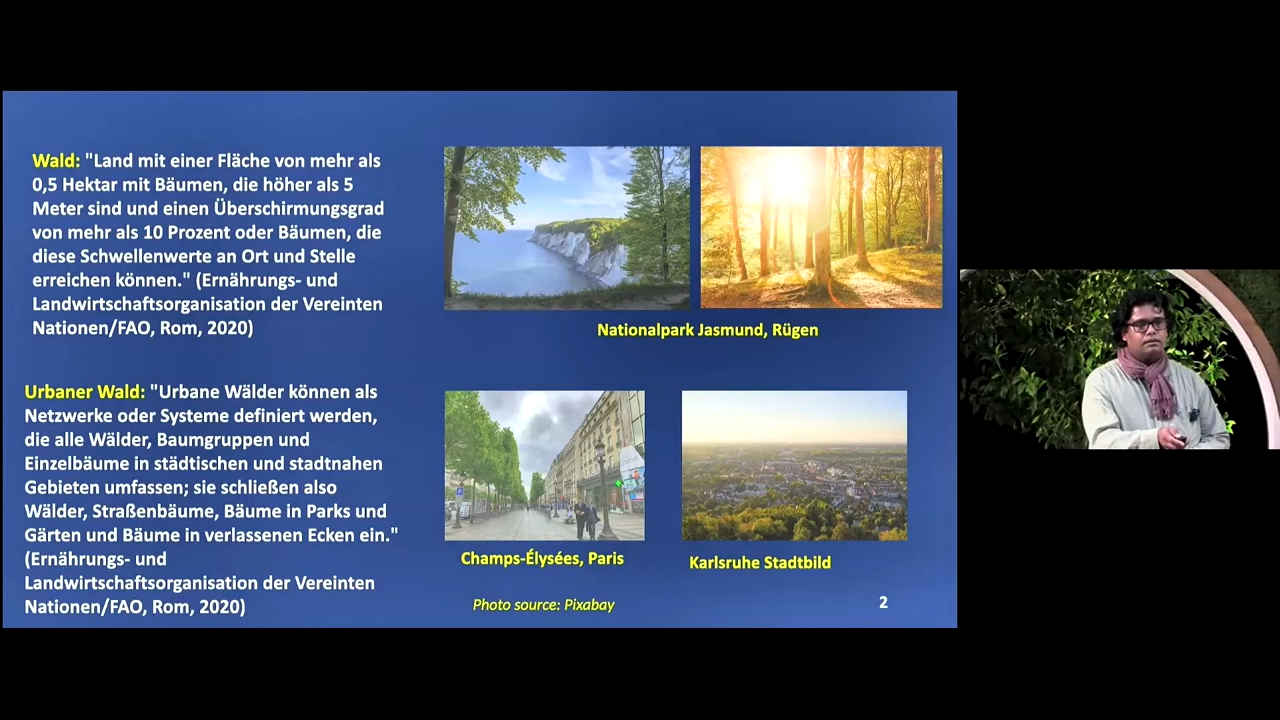 Wald: "Land mit einer Fläche von mehr als
0,5 Hektar mit Bäumen, die höher als 5
Meter sind und einen Überschirmungsgrad
von mehr als 10 Prozent oder Bäumen, die
diese Schwellenwerte an Ort und Stelle
erreichen können." (Ernährungs- und
Landwirtschaftsorganisation der Vereinten
Nationen/FAO, Rom, 2020)
Nationalpark Jasmund, Rügen
Urbaner Wald: "Urbane Wälder können als
Netzwerke oder Systeme definiert werden,
die alle Wälder, Baumgruppen und
Einzelbäume in städtischen und stadtnahen
Gebieten umfassen; sie schließen also
Wälder, Straßenbäume, Bäume in Parks und
Gärten und Bäume in verlassenen Ecken ein."
(Ernährungs- und
Landwirtschaftsorganisation der Vereinten
Nationen/FAO, Rom, 2020)
Champs-Élysées, Paris
Karlsruhe Stadtbild
Photo source: Pixabay
2